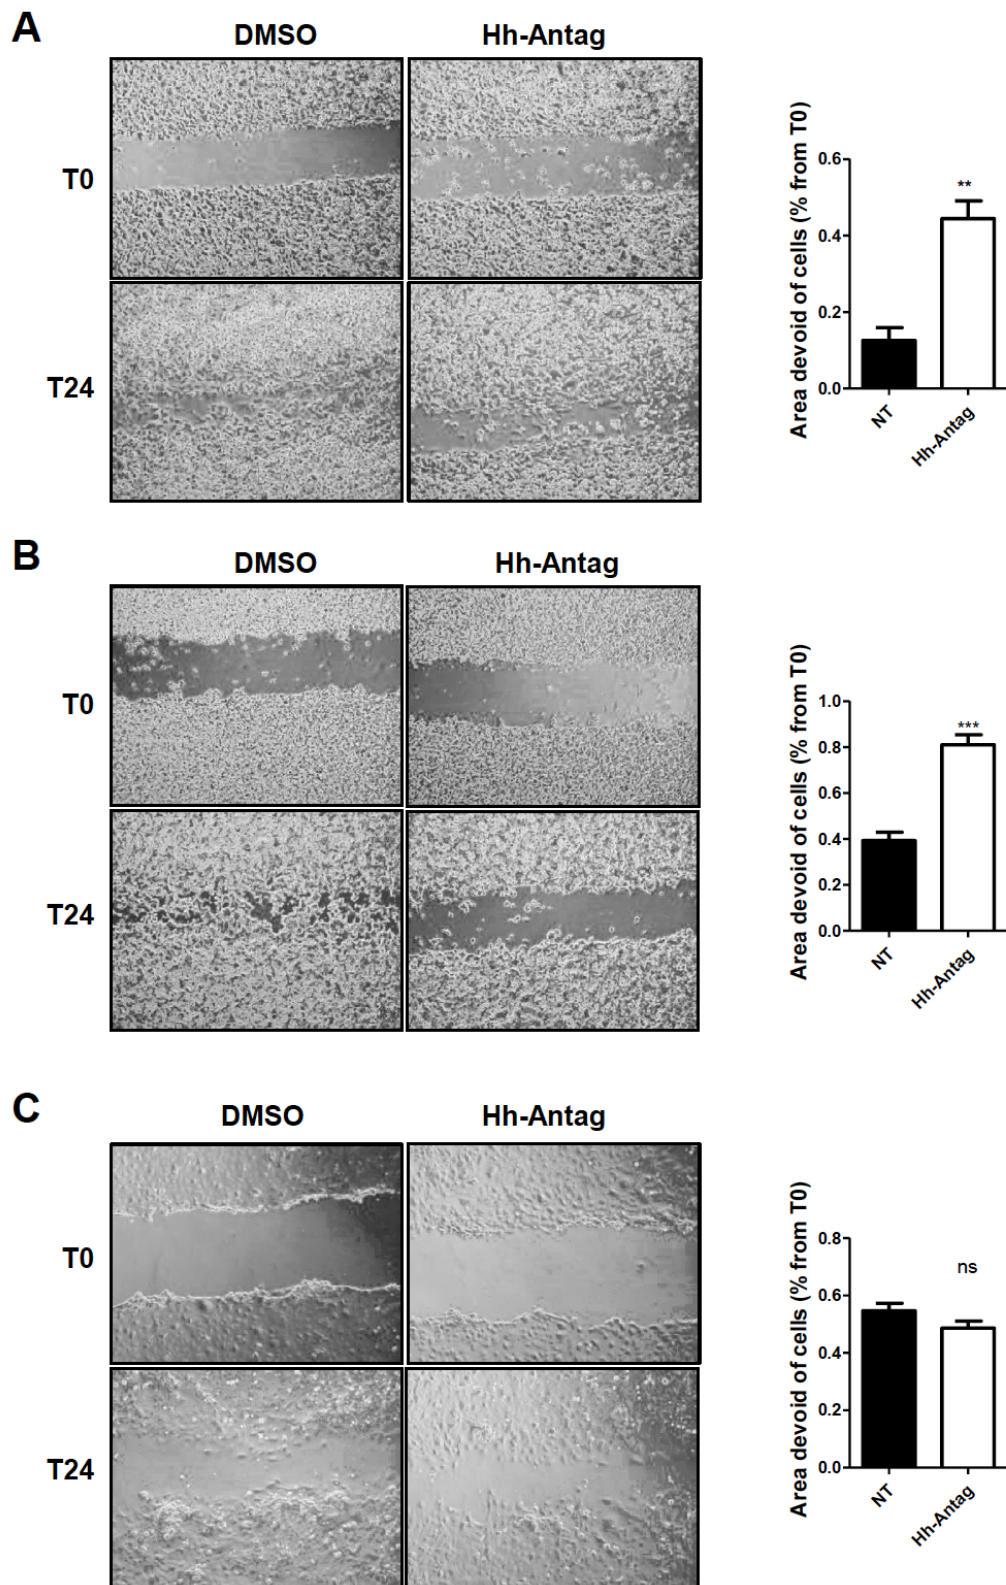 A
DMSO
Hh-Antag
T0
T24
Area devoid of cells (% from T0)
0.6
0.4
0.2
0.0
**
NT
Hh-Antag
B
DMSO
Hh-Antag
T0
T24
Area devoid of cells (% from T0)
1.0
0.8
0.6
0.4
0.2
0.0
***
NT
Hh-Antag
C
DMSO
Hh-Antag
T0
T24
Area devoid of cells (% from T0)
0.8
0.6
0.4
0.2
0.0
ns
NT
Hh-Antag